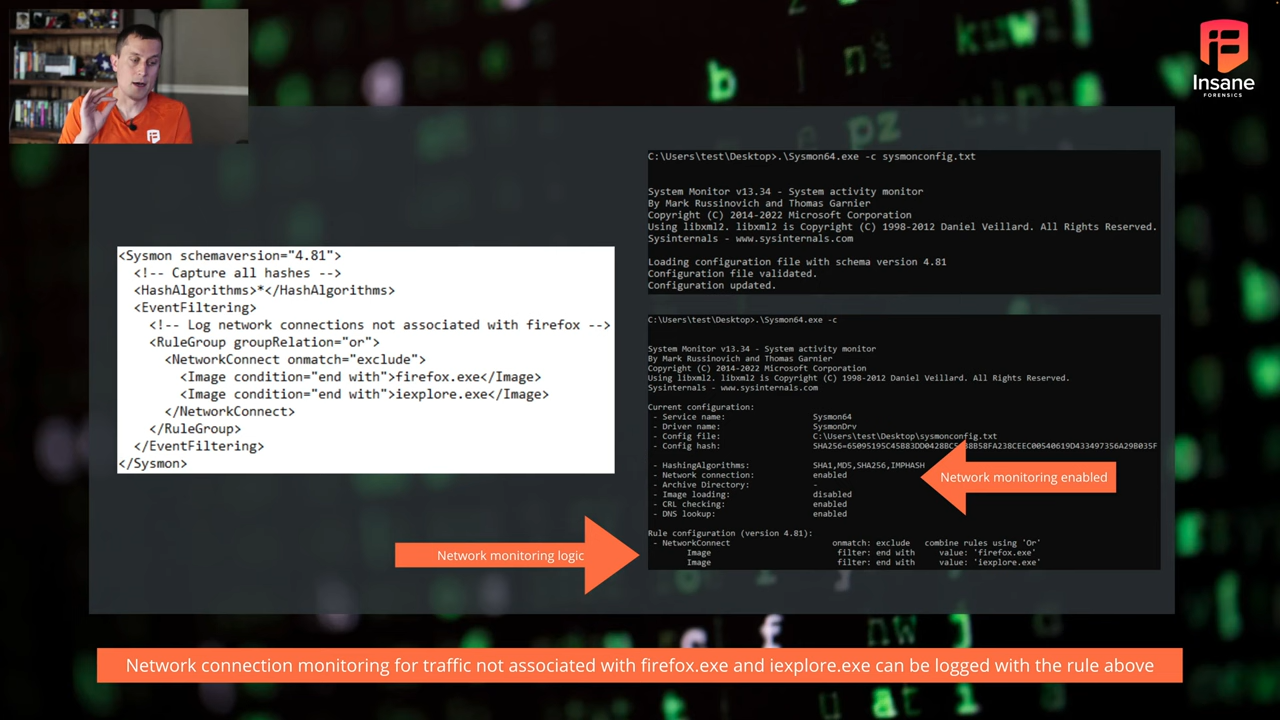 Insane
FORENSICS
<Sysmon schemaversion="4.81">
<!-- Capture all hashes -->
<HashAlgorithms>*</HashAlgorithms>
<EventFiltering>
<!-- Log network connections not associated with firefox -->
<RuleGroup groupRelation="or">
<NetworkConnect onmatch="exclude">
<Image condition="end with">firefox.exe</Image>
<Image condition="end with">iexplore.exe</Image>
</NetworkConnect>
</RuleGroup>
</EventFiltering>
</Sysmon>
C:\Users\test\Desktop>.\Sysmon64.exe -c sysmonconfig.txt
System Monitor v13.34 - System activity monitor
By Mark Russinovich and Thomas Garnier
Copyright (C) 2014-2022 Microsoft Corporation
Using libxml2. libxml2 is Copyright (C) 1998-2012 Daniel Veillard. All Rights Reserved.
Sysinternals - www.sysinternals.com
Loading configuration file with schema version 4.81
Configuration file validated.
Configuration updated.
C:\Users\test\Desktop>.\Sysmon64.exe -c
System Monitor v13.34 - System activity monitor
By Mark Russinovich and Thomas Garnier
Copyright (C) 2014-2022 Microsoft Corporation
Using libxml2. libxml2 is Copyright (C) 1998-2012 Daniel Veillard. All Rights Reserved.
Sysinternals - www.sysinternals.com
Current configuration:
- Service name: Sysmon64
- Driver name: SysmonDrv
- Config file: C:\Users\test\Desktop\sysmonconfig.txt
- Config hash:
- HashingAlgorithms: SHA1,MD5,SHA256,IMPHASH
- Network connection: enabled
- Archive Directory: -
- Image loading: disabled
- CRL checking: enabled
- DNS lookup: enabled
Rule configuration (version 4.81):
- NetworkConnect onmatch: exclude combine rules using 'Or'
Image filter: end with value: 'firefox.exe'
Image filter: end with value: 'iexplore.exe'
Network monitoring enabled
Network monitoring logic
Network connection monitoring for traffic not associated with firefox.exe and iexplore.exe can be logged with the rule above